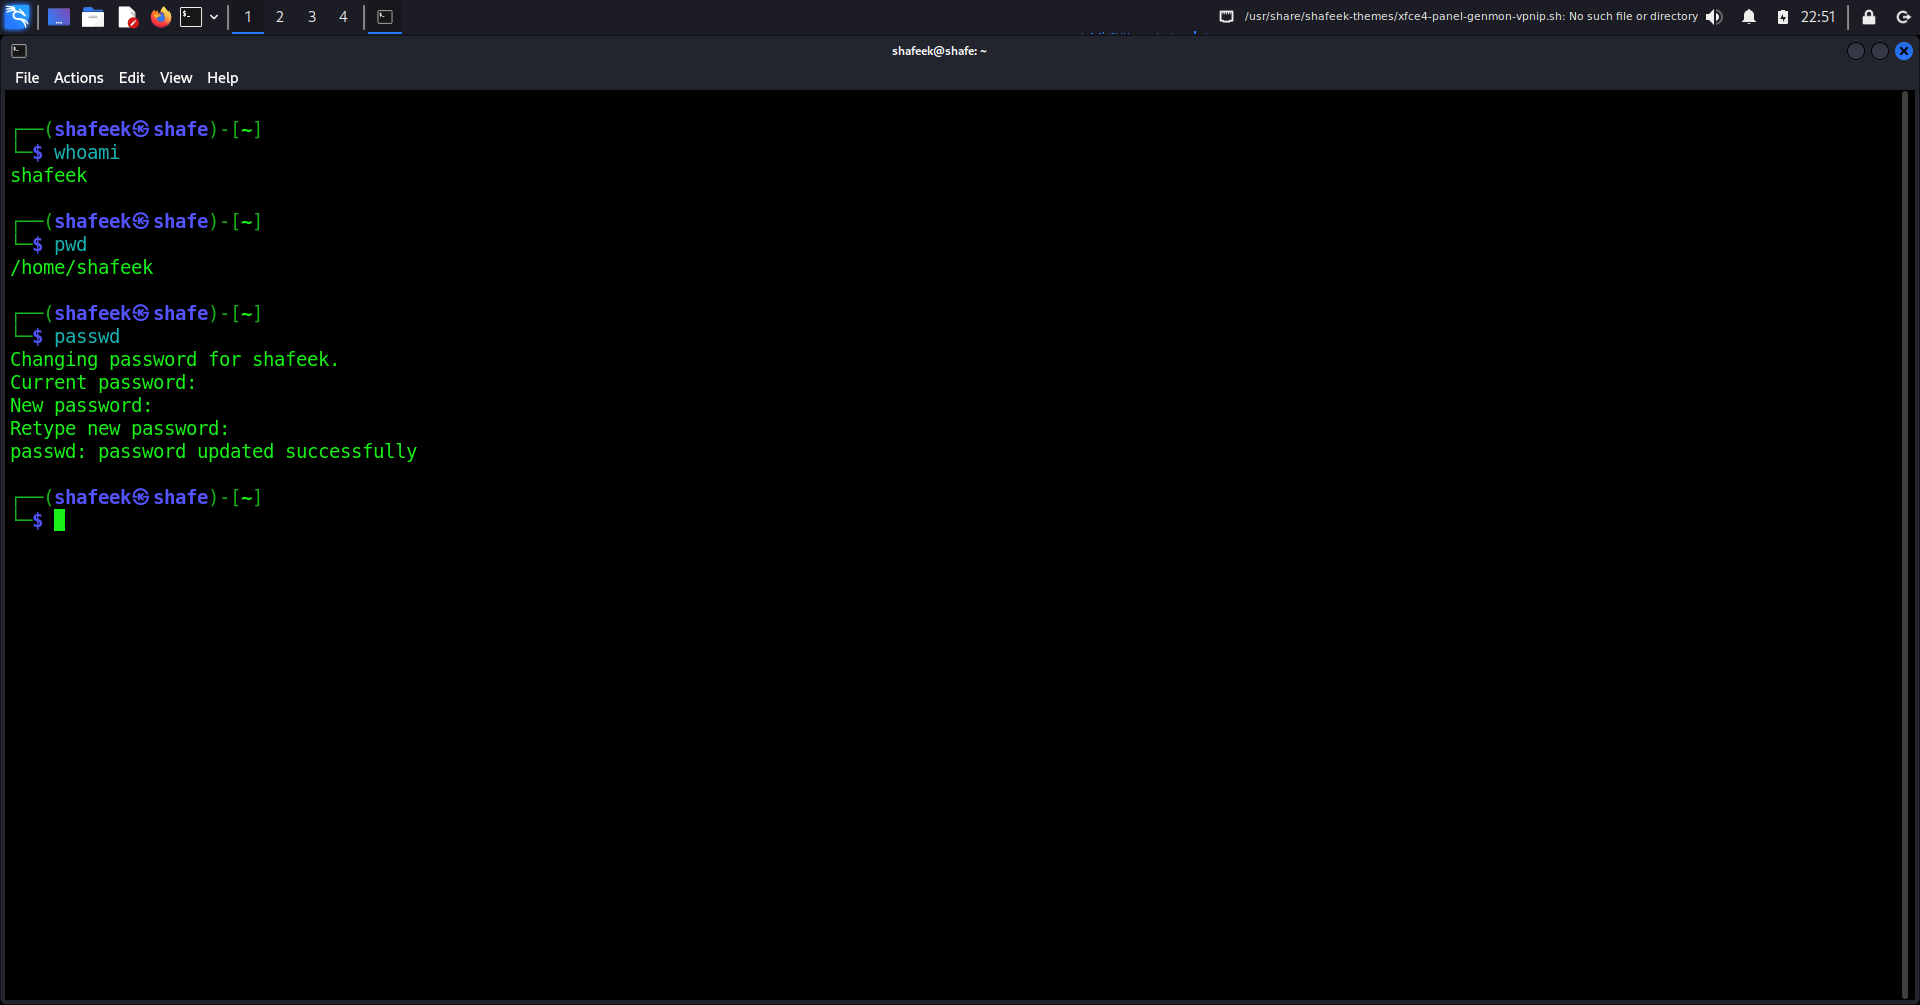 1 2 3 4 /usr/share/shafeek-themes/xfce4-panel-genmon-vpnip.sh: No such file or directory 22:51
shafeek@shafe: ~
File Actions Edit View Help
┌──(shafeek㉿shafe)-[~]
└─$ whoami
shafeek
┌──(shafeek㉿shafe)-[~]
└─$ pwd
/home/shafeek
┌──(shafeek㉿shafe)-[~]
└─$ passwd
Changing password for shafeek.
Current password:
New password:
Retype new password:
passwd: password updated successfully
┌──(shafeek㉿shafe)-[~]
└─$